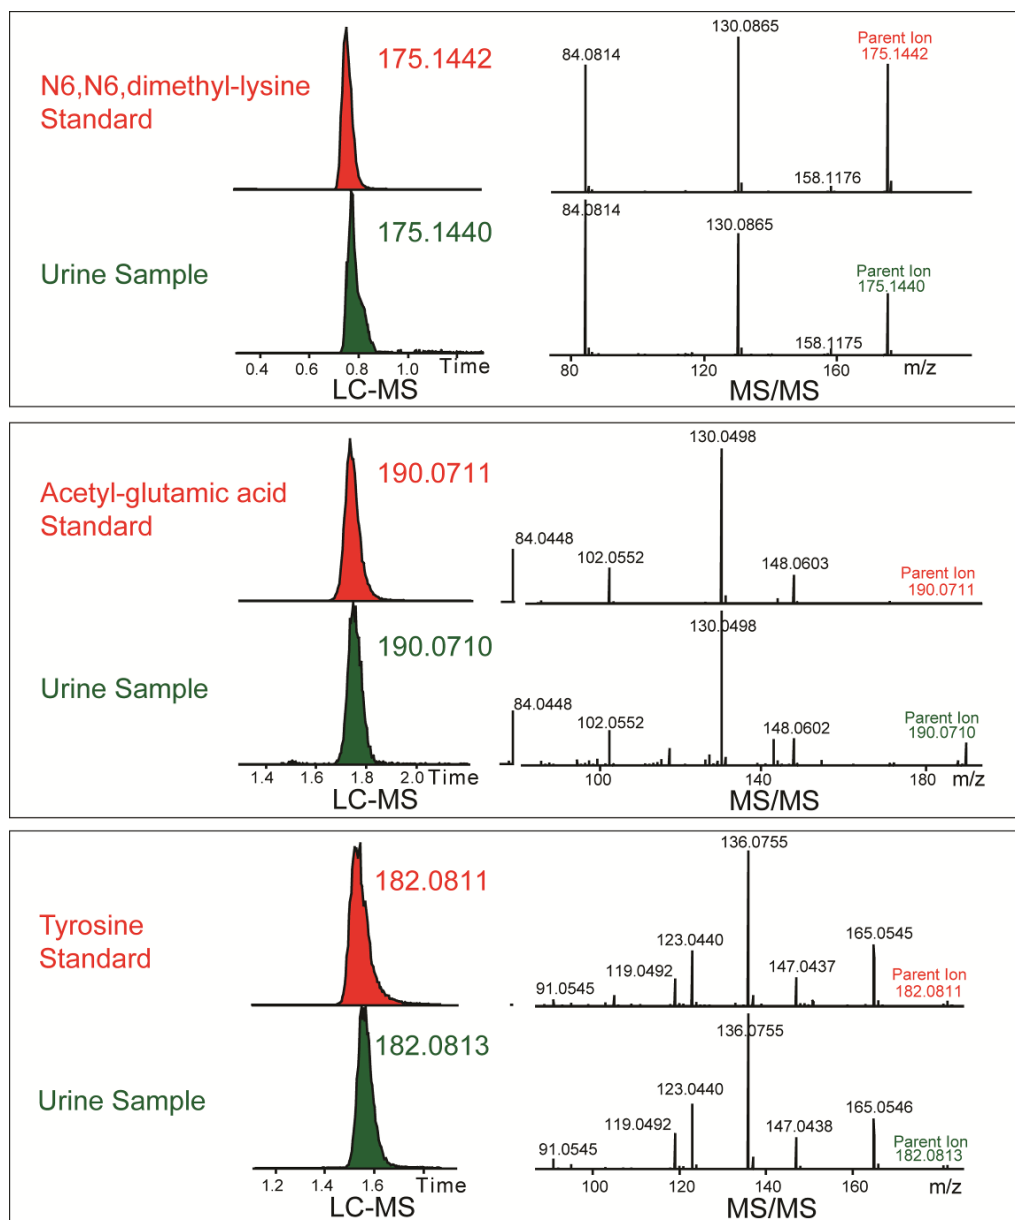 N6,N6,dimethyl-lysine
Standard
175.1442
84.0814
130.0865
158.1176
Parent Ion
175.1442
Urine Sample
175.1440
84.0814
130.0865
158.1175
Parent Ion
175.1440
0.4 0.6 0.8 1.0 Time
LC-MS
80 120 160 m/z
MS/MS
Acetyl-glutamic acid
Standard
190.0711
84.0448
102.0552
130.0498
148.0603
Parent Ion
190.0711
Urine Sample
190.0710
84.0448
102.0552
130.0498
148.0602
Parent Ion
190.0710
1.4 1.6 1.8 2.0 Time
LC-MS
100 140 180 m/z
MS/MS
Tyrosine
Standard
182.0811
91.0545
119.0492
123.0440
136.0755
147.0437
165.0545
Parent Ion
182.0811
Urine Sample
182.0813
91.0545
119.0492
123.0440
136.0755
147.0438
165.0546
Parent Ion
182.0813
1.2 1.4 1.6 Time
LC-MS
100 120 140 160 m/z
MS/MS